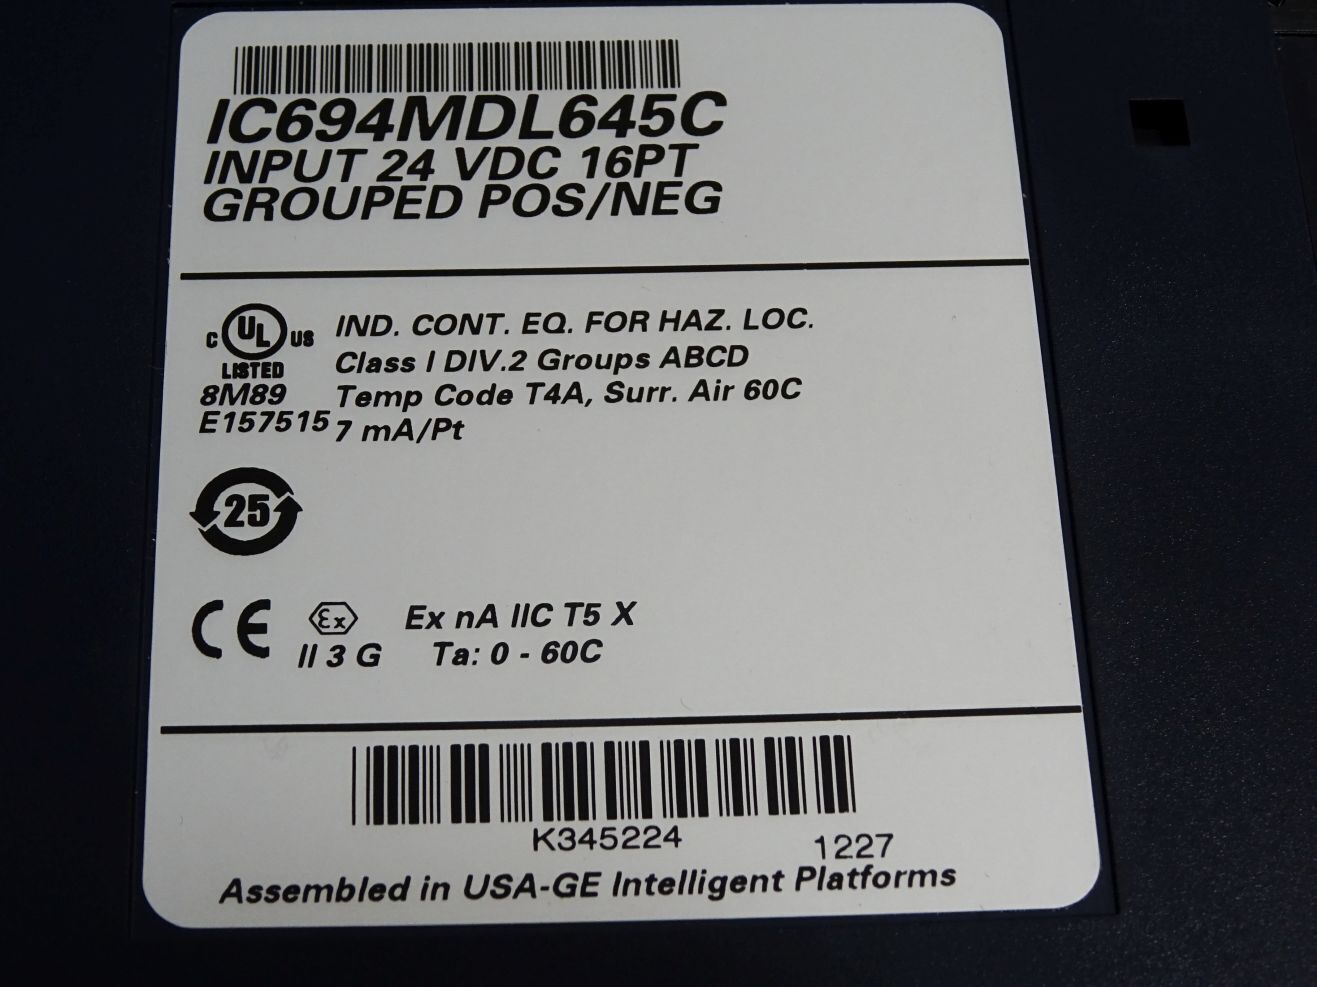 IC694MDL645C
INPUT 24 VDC 16PT
GROUPED POS/NEG
C UL US
LISTED
8M89
E157515
IND. CONT. EQ. FOR HAZ. LOC.
Class I DIV.2 Groups ABCD
Temp Code T4A, Surr. Air 60C
7 mA/Pt
25
CE
Ex
II 3 G
Ex nA IIC T5 X
Ta: 0 - 60C
K345224
1227
Assembled in USA-GE Intelligent Platforms